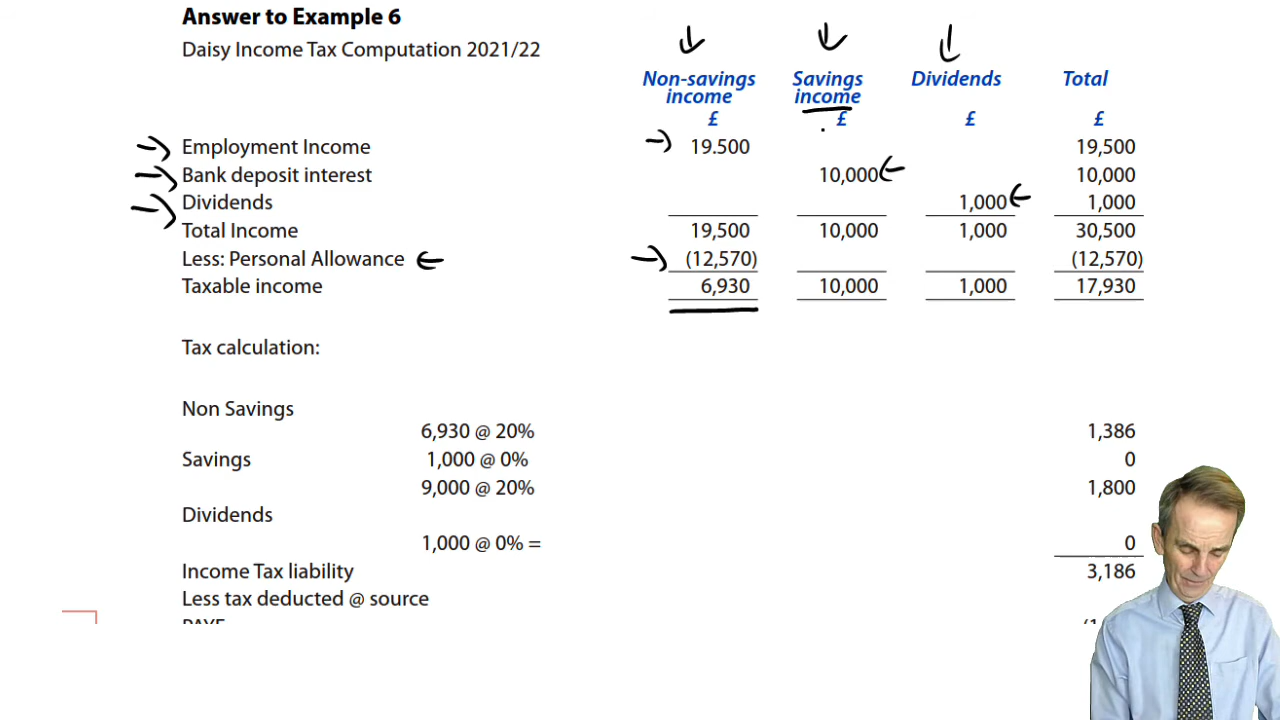 Answer to Example 6
Daisy Income Tax Computation 2021/22
Non-savings income Savings income Dividends Total
£ £ £ £
Employment Income 19.500 19,500
Bank deposit interest 10,000 10,000
Dividends 1,000 1,000
Total Income 19,500 10,000 1,000 30,500
Less: Personal Allowance (12,570) (12,570)
Taxable income 6,930 10,000 1,000 17,930
Tax calculation:
Non Savings
6,930 @ 20% 1,386
Savings 1,000 @ 0% 0
9,000 @ 20% 1,800
Dividends
1,000 @ 0% = 0
Income Tax liability 3,186
Less tax deducted @ source